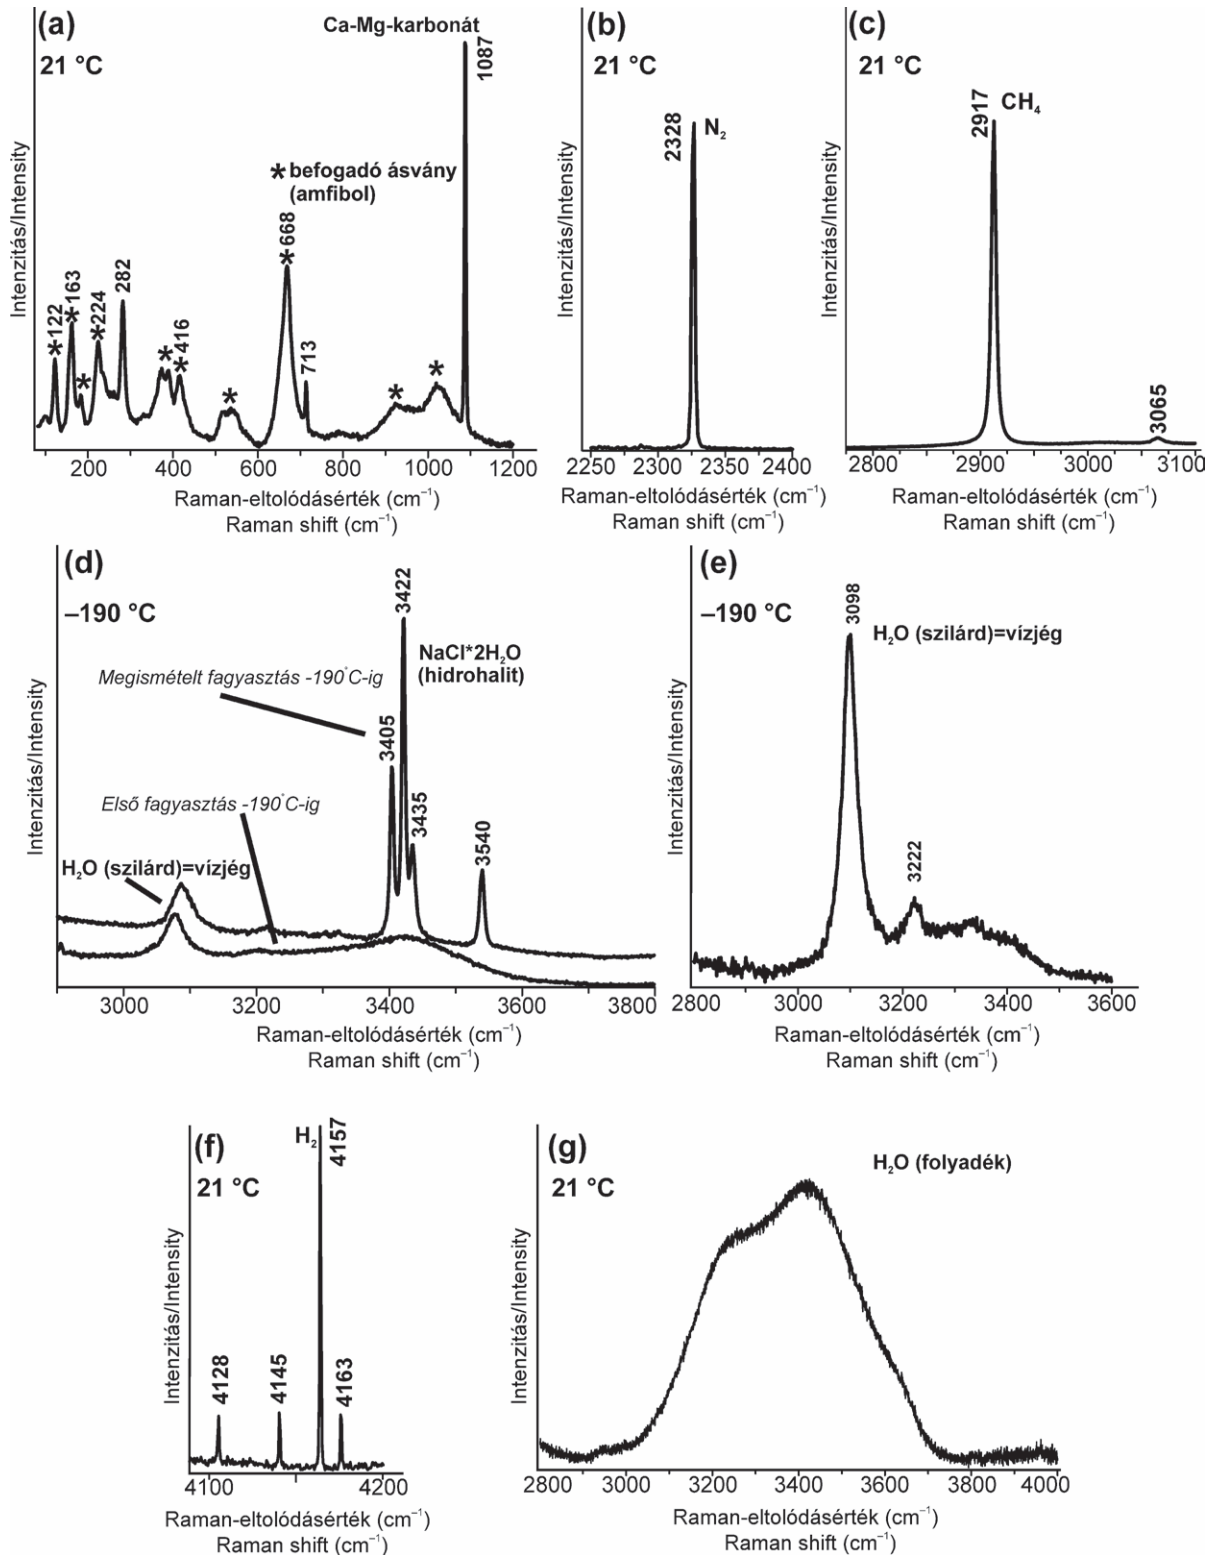 (a)
21 °C
Ca-Mg-karbonát
1087
* befogadó ásvány
(amfibol)
*122
*163
*
*224
282
*
*416
*
*668
713
*
*
Intenzitás/Intensity
200 400 600 800 1000 1200
Raman-eltolódásérték (cm⁻¹)
Raman shift (cm⁻¹)
(b)
21 °C
2328
N₂
Intenzitás/Intensity
2250 2300 2350 2400
Raman-eltolódásérték (cm⁻¹)
Raman shift (cm⁻¹)
(c)
21 °C
2917
CH₄
3065
Intenzitás/Intensity
2800 2900 3000 3100
Raman-eltolódásérték (cm⁻¹)
Raman shift (cm⁻¹)
(d)
–190 °C
3422
NaCl*2H₂O
(hidrohalit)
Megismételt fagyasztás -190°C-ig
3405
3435
3540
Első fagyasztás -190°C-ig
H₂O (szilárd)=vízjég
Intenzitás/Intensity
3000 3200 3400 3600 3800
Raman-eltolódásérték (cm⁻¹)
Raman shift (cm⁻¹)
(e)
–190 °C
3098
H₂O (szilárd)=vízjég
3222
Intenzitás/Intensity
2800 3000 3200 3400 3600
Raman-eltolódásérték (cm⁻¹)
Raman shift (cm⁻¹)
(f)
21 °C
H₂
4157
4128
4145
4163
Intenzitás/Intensity
4100 4200
Raman-eltolódásérték (cm⁻¹)
Raman shift (cm⁻¹)
(g)
21 °C
H₂O (folyadék)
Intenzitás/Intensity
2800 3000 3200 3400 3600 3800 4000
Raman-eltolódásérték (cm⁻¹)
Raman shift (cm⁻¹)